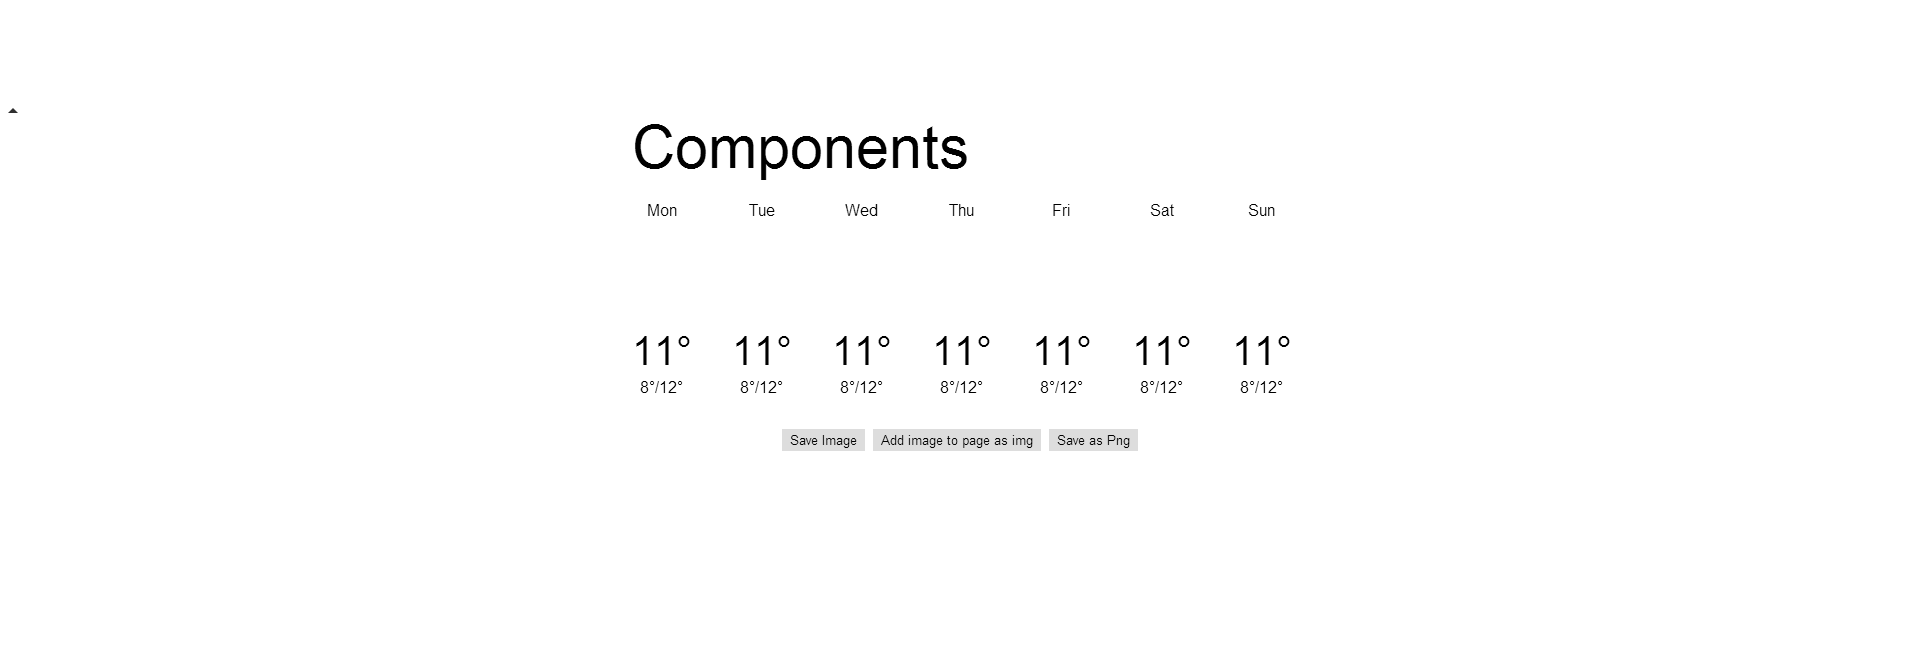 Components
Mon Tue Wed Thu Fri Sat Sun
11° 11° 11° 11° 11° 11° 11°
8°/12° 8°/12° 8°/12° 8°/12° 8°/12° 8°/12° 8°/12°
Save Image Add image to page as img Save as Png